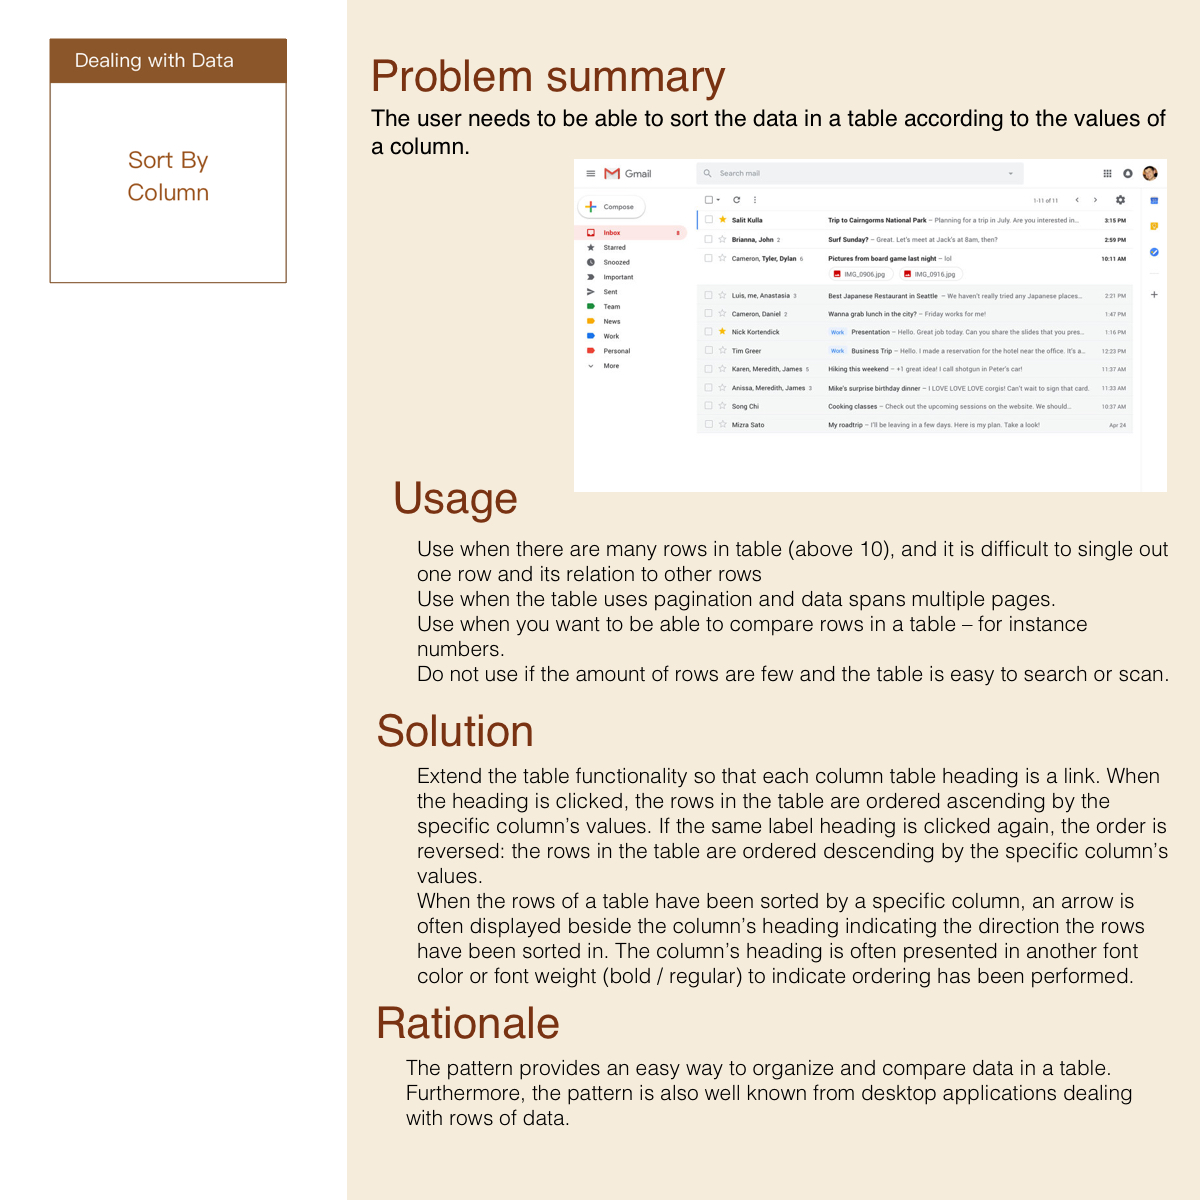 Dealing with Data
Sort By
Column
Problem summary
The user needs to be able to sort the data in a table according to the values of
a column.
Gmail
Search mail
Compose
1-11 of 11
Inbox 8
Starred
Snoozed
Important
Sent
Team
News
Work
Personal
More
Salit Kulla Trip to Cairngorms National Park – Planning for a trip in July. Are you interested in... 3:15 PM
Brianna, John 2 Surf Sunday? – Great. Let's meet at Jack's at 8am, then? 2:59 PM
Cameron, Tyler, Dylan 6 Pictures from board game last night – lol 10:11 AM
IMG_0906.jpg IMG_0916.jpg
Luis, me, Anastasia 3 Best Japanese Restaurant in Seattle – We haven't really tried any Japanese places... 2:21 PM
Cameron, Daniel 2 Wanna grab lunch in the city? – Friday works for me! 1:47 PM
Nick Kortendick Work Presentation – Hello. Great job today. Can you share the slides that you pres... 1:16 PM
Tim Greer Work Business Trip – Hello. I made a reservation for the hotel near the office. It's a... 12:23 PM
Karen, Meredith, James 5 Hiking this weekend – +1 great idea! I call shotgun in Peter's car! 11:37 AM
Anissa, Meredith, James 3 Mike's surprise birthday dinner – I LOVE LOVE LOVE corgis! Can't wait to sign that card. 11:33 AM
Song Chi Cooking classes – Check out the upcoming sessions on the website. We should... 10:37 AM
Mizra Sato My roadtrip – I'll be leaving in a few days. Here is my plan. Take a look! Apr 24
Usage
Use when there are many rows in table (above 10), and it is difficult to single out
one row and its relation to other rows
Use when the table uses pagination and data spans multiple pages.
Use when you want to be able to compare rows in a table – for instance
numbers.
Do not use if the amount of rows are few and the table is easy to search or scan.
Solution
Extend the table functionality so that each column table heading is a link. When
the heading is clicked, the rows in the table are ordered ascending by the
specific column's values. If the same label heading is clicked again, the order is
reversed: the rows in the table are ordered descending by the specific column's
values.
When the rows of a table have been sorted by a specific column, an arrow is
often displayed beside the column's heading indicating the direction the rows
have been sorted in. The column's heading is often presented in another font
color or font weight (bold / regular) to indicate ordering has been performed.
Rationale
The pattern provides an easy way to organize and compare data in a table.
Furthermore, the pattern is also well known from desktop applications dealing
with rows of data.